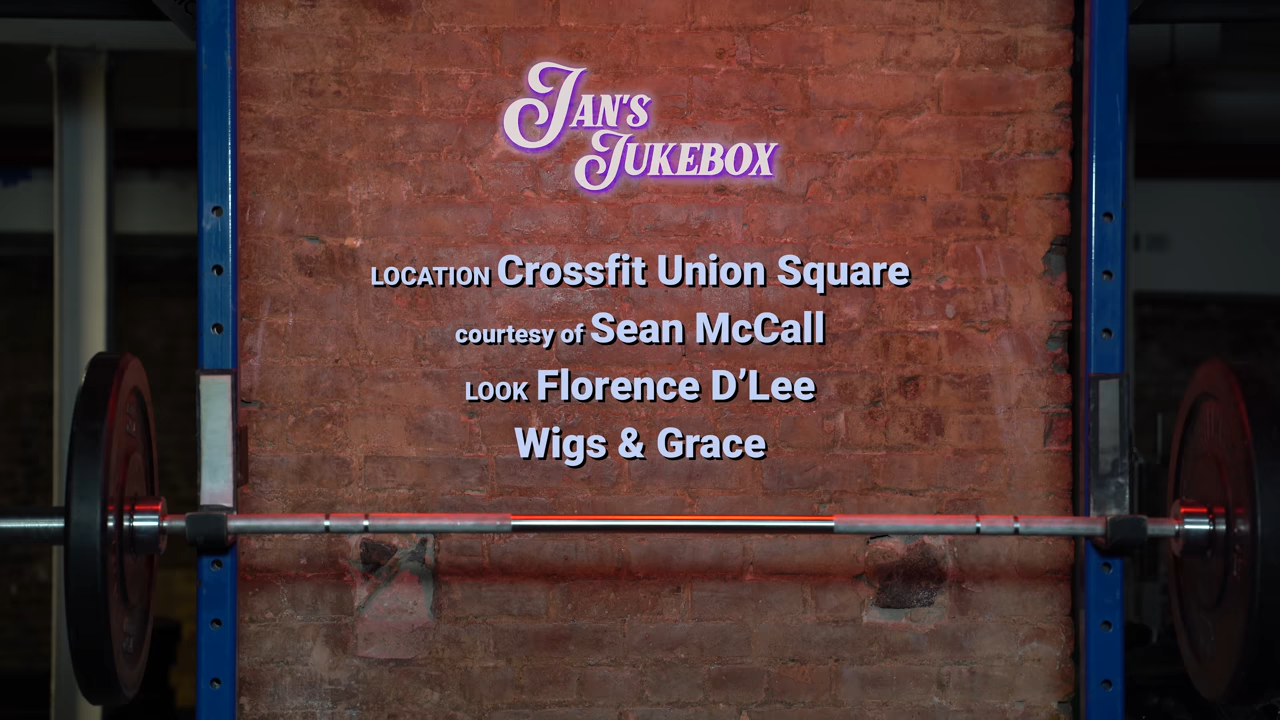 Jan's
Jukebox
LOCATION Crossfit Union Square
courtesy of Sean McCall
LOOK Florence D’Lee
Wigs & Grace